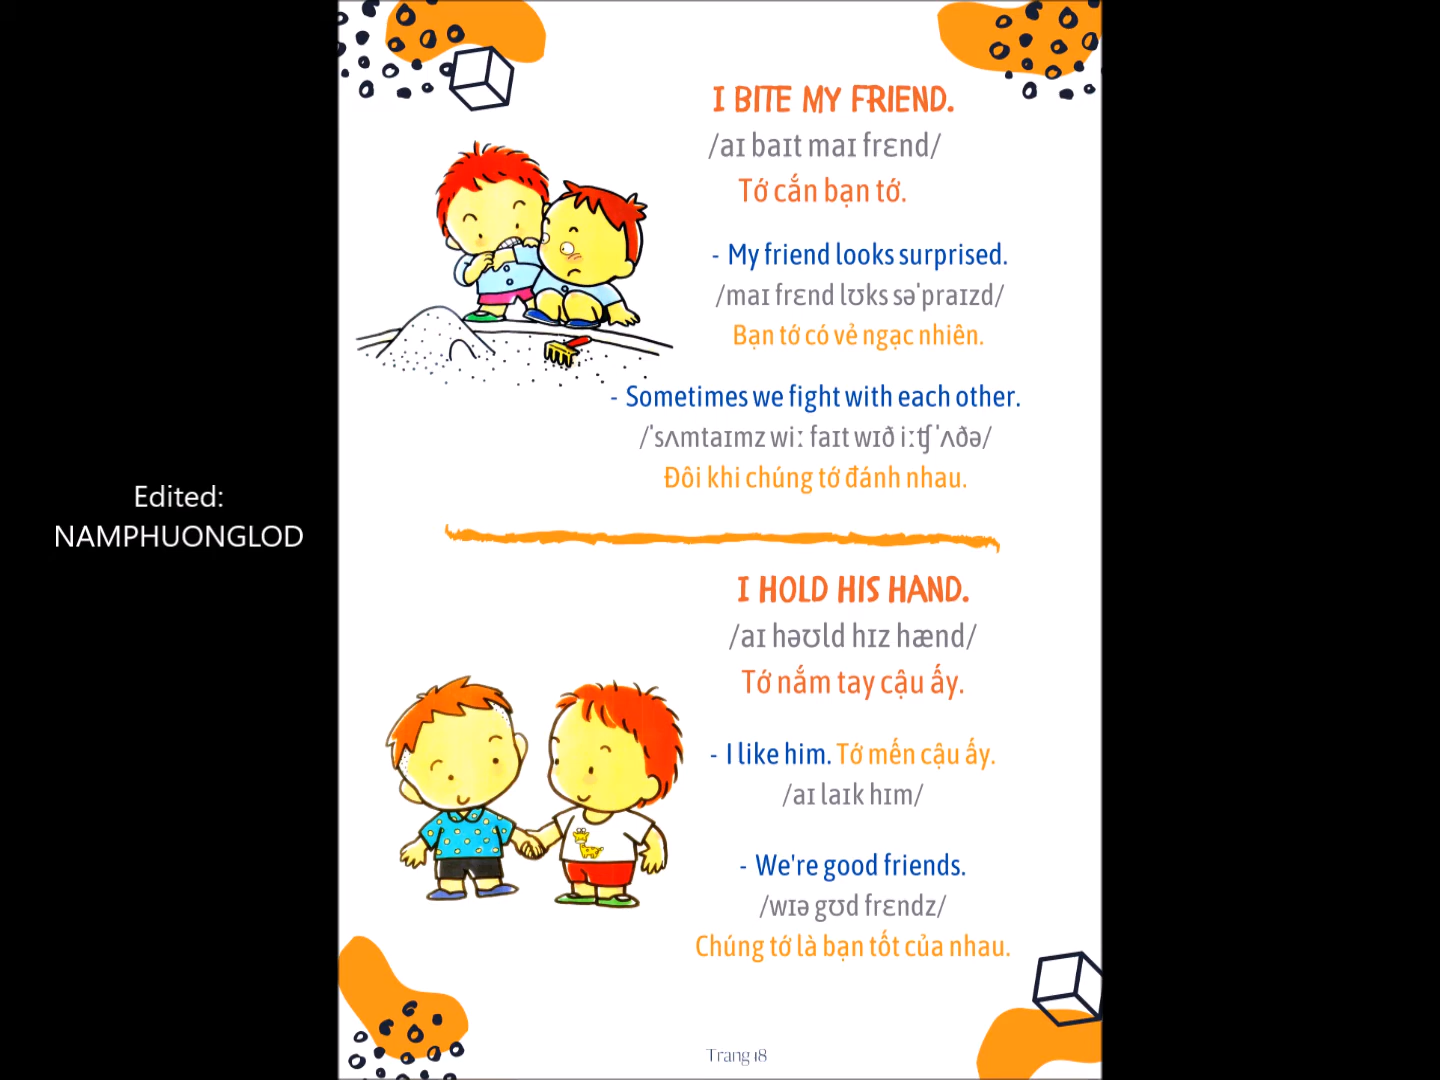 I BITE MY FRIEND.
/aɪ baɪt maɪ frɛnd/
Tớ cắn bạn tớ.
- My friend looks surprised.
/maɪ frɛnd lʊks səˈpraɪzd/
Bạn tớ có vẻ ngạc nhiên.
- Sometimes we fight with each other.
/ˈsʌmtaɪmz wiː faɪt wɪð iːʧ ˈʌðə/
Đôi khi chúng tớ đánh nhau.
Edited:
NAMPHUONGLOD
I HOLD HIS HAND.
/aɪ həʊld hɪz hænd/
Tớ nắm tay cậu ấy.
- I like him. Tớ mến cậu ấy.
/aɪ laɪk hɪm/
- We're good friends.
/wɪə gʊd frɛndz/
Chúng tớ là bạn tốt của nhau.
Trang 18